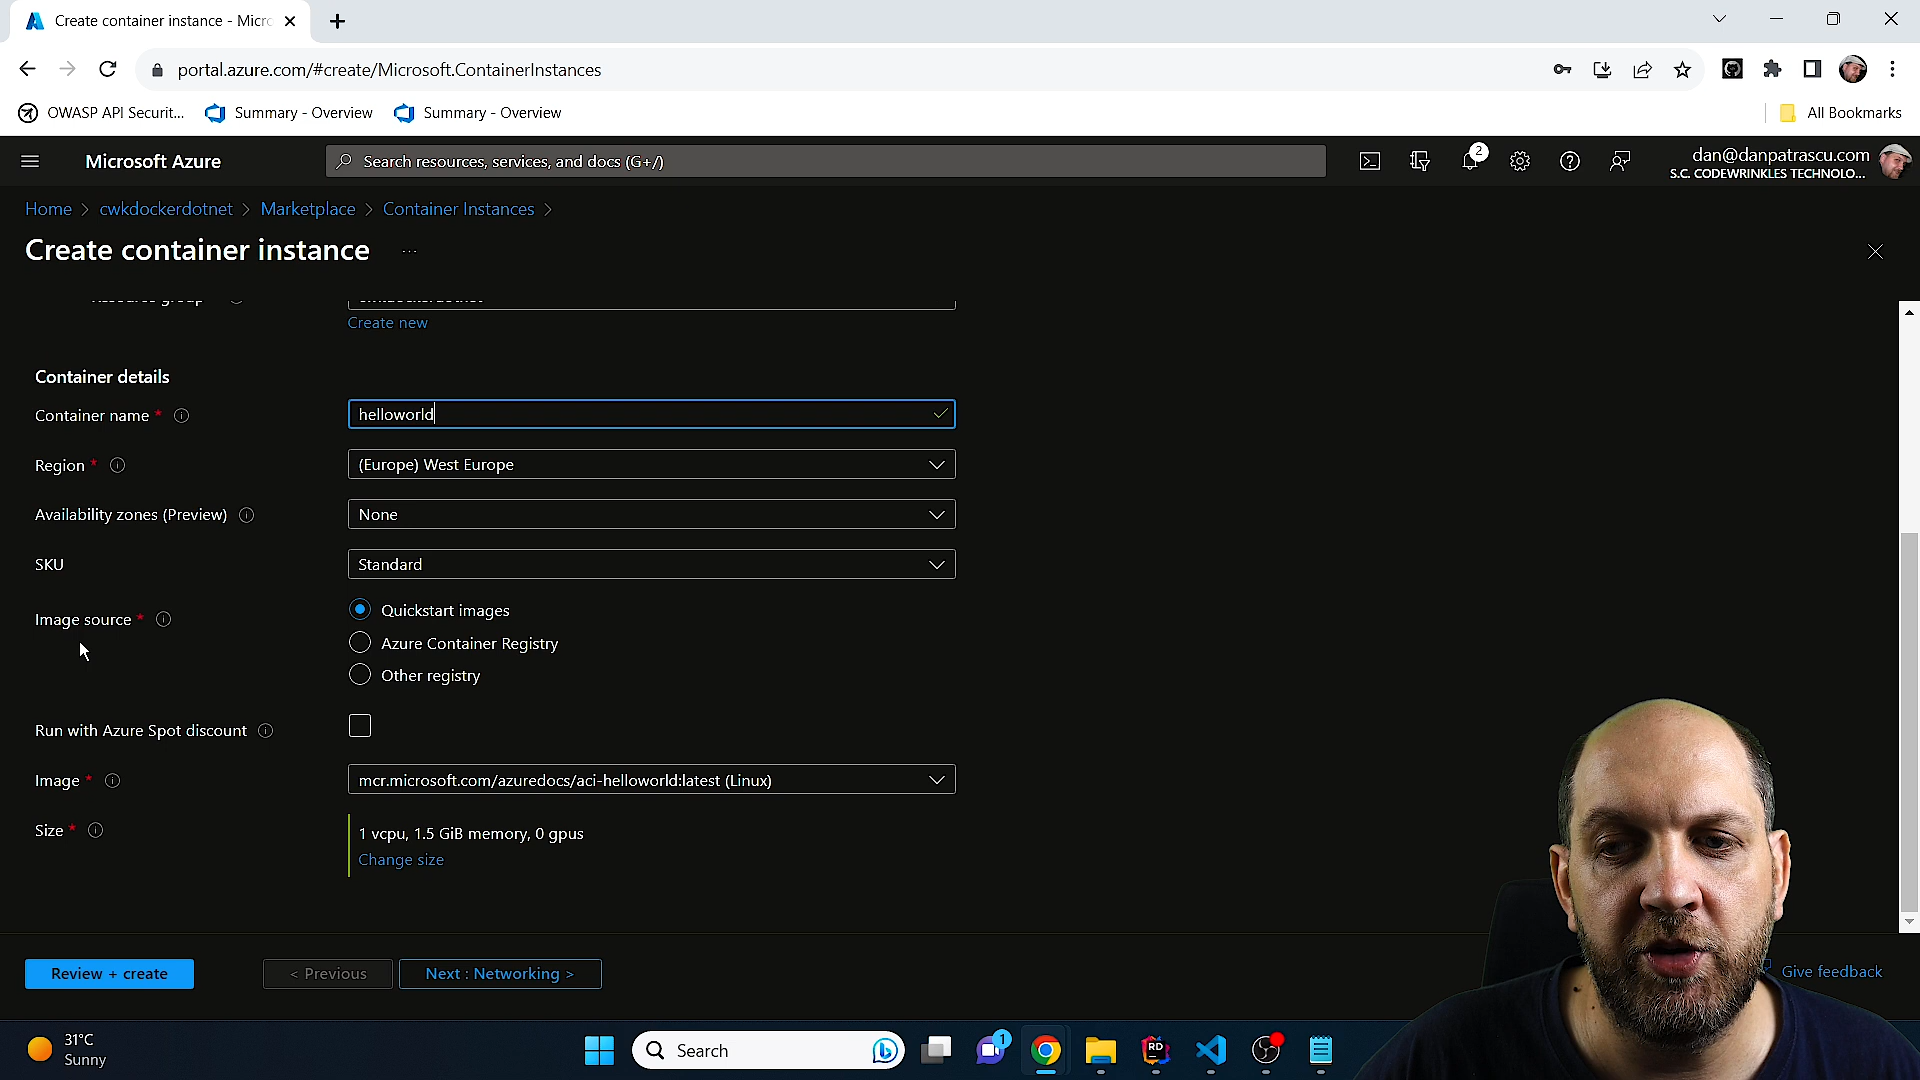 Create container instance - Micro
portal.azure.com/#create/Microsoft.ContainerInstances
OWASP API Securit...
Summary - Overview
Summary - Overview
All Bookmarks
Microsoft Azure
Search resources, services, and docs (G+/)
2
dan@danpatrascu.com
S.C. CODEWRINKLES TECHNOLO...
Home > cwkdockerdotnet > Marketplace > Container Instances >
Create container instance ...
Create new
Container details
Container name *
helloworld
Region *
(Europe) West Europe
Availability zones (Preview)
None
SKU
Standard
Image source *
Quickstart images
Azure Container Registry
Other registry
Run with Azure Spot discount
Image *
mcr.microsoft.com/azuredocs/aci-helloworld:latest (Linux)
Size *
1 vcpu, 1.5 GiB memory, 0 gpus
Change size
Review + create
< Previous
Next : Networking >
Give feedback
31°C
Sunny
Search
1
RD